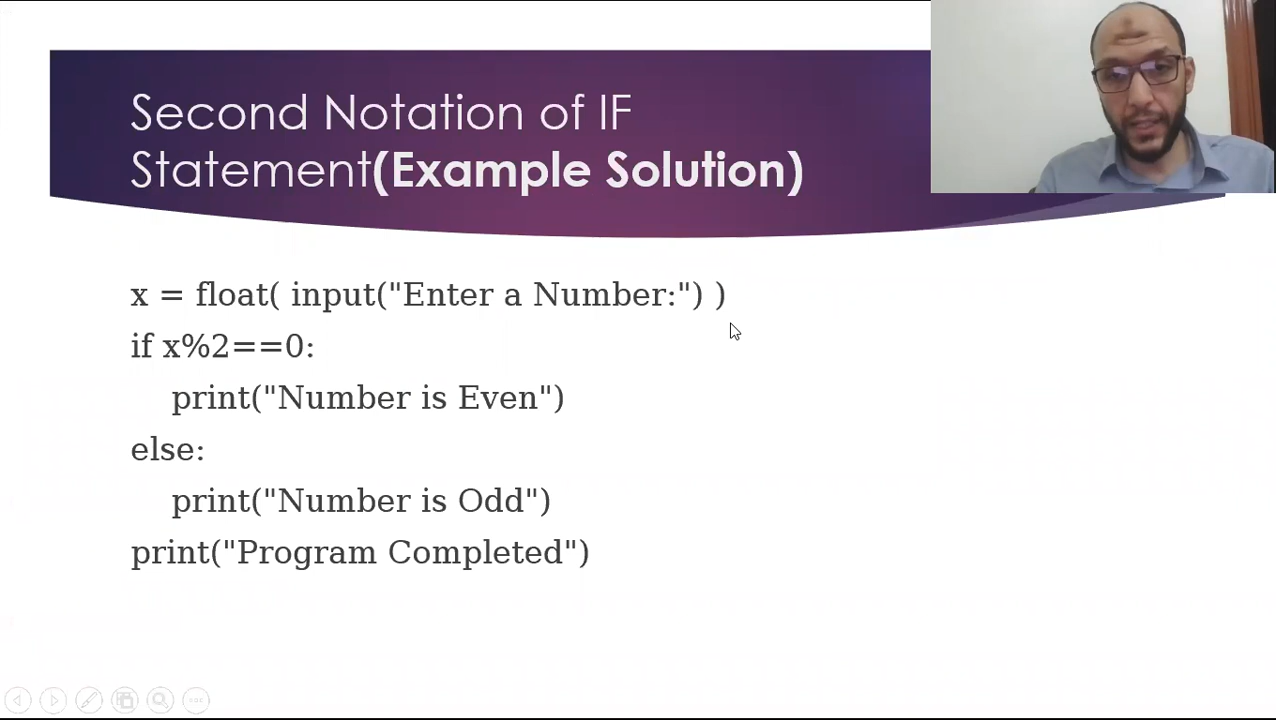 Second Notation of IF
Statement(Example Solution)
x = float( input("Enter a Number:") )
if x%2==0:
print("Number is Even")
else:
print("Number is Odd")
print("Program Completed")